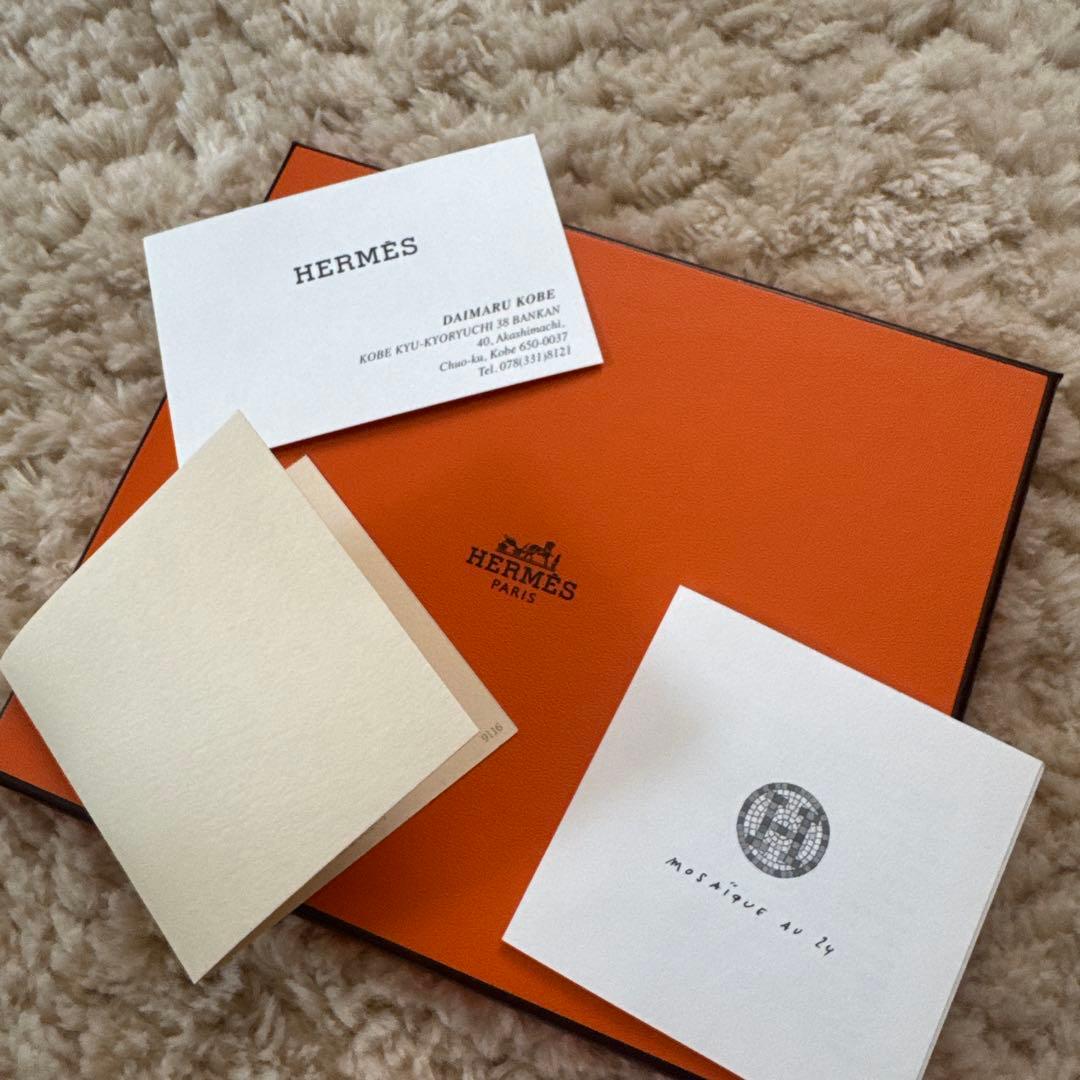 HERMÈS
DAIMARU KOBE
KOBE KYU-KYORYUCHI 38 BANKAN
40, Akashimachi,
Chuo-ku, Kobe 650-0037
Tel. 078(331)8121
HERMÈS
PARIS
9116
MOSAÏQUE AU 24